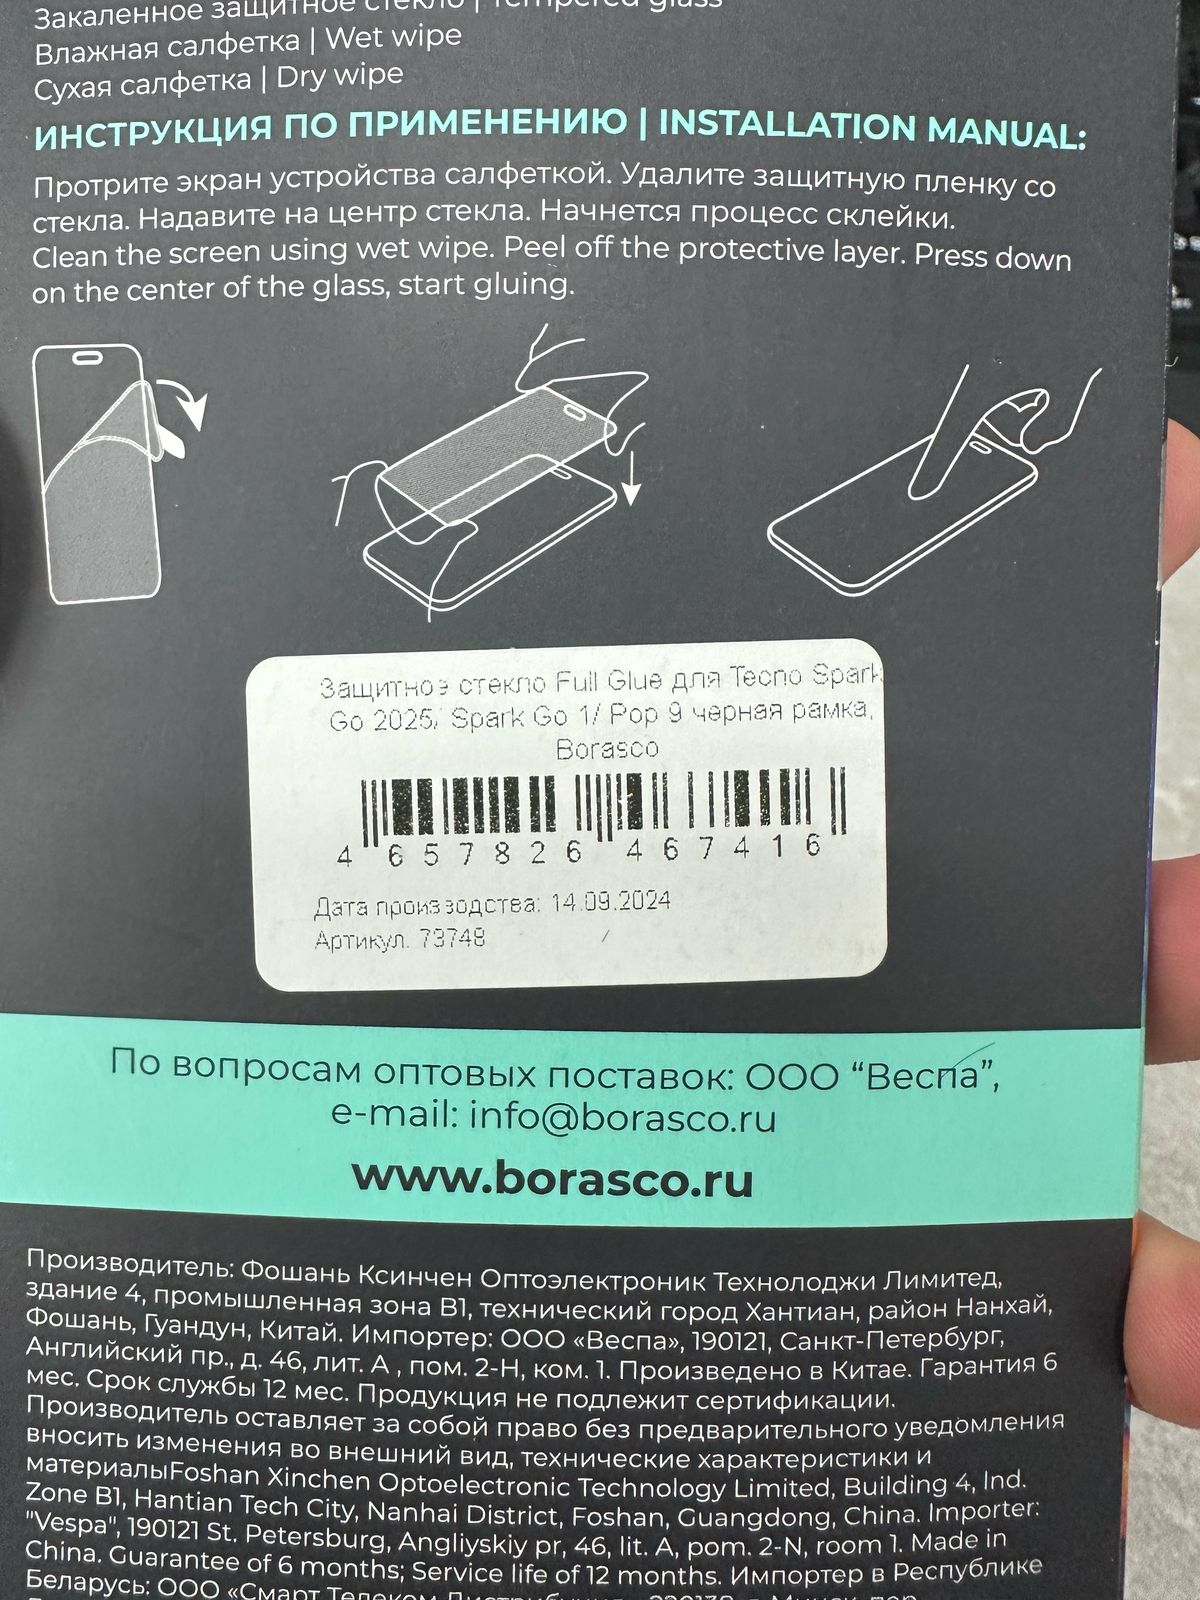 Закаленное защитное стекло | Tempered glass
Влажная салфетка | Wet wipe
Сухая салфетка | Dry wipe
ИНСТРУКЦИЯ ПО ПРИМЕНЕНИЮ | INSTALLATION MANUAL:
Протрите экран устройства салфеткой. Удалите защитную пленку со
стекла. Надавите на центр стекла. Начнется процесс склейки.
Clean the screen using wet wipe. Peel off the protective layer. Press down
on the center of the glass, start gluing.
Защитное стекло Full Glue для Tecno Spark
Go 2025/ Spark Go 1/ Pop 9 черная рамка,
Borasco
4 657826 467416
Дата производства: 14.09.2024
Артикул: 73748
По вопросам оптовых поставок: ООО “Веспа”,
e-mail: info@borasco.ru
www.borasco.ru
Производитель: Фошань Ксинчен Оптоэлектроник Технолоджи Лимитед,
здание 4, промышленная зона B1, технический город Хантиан, район Нанхай,
Фошань, Гуандун, Китай. Импортер: ООО «Веспа», 190121, Санкт-Петербург,
Английский пр., д. 46, лит. А , пом. 2-Н, ком. 1. Произведено в Китае. Гарантия 6
мес. Срок службы 12 мес. Продукция не подлежит сертификации.
Производитель оставляет за собой право без предварительного уведомления
вносить изменения во внешний вид, технические характеристики и
материалыFoshan Xinchen Optoelectronic Technology Limited, Building 4, Ind.
Zone B1, Hantian Tech City, Nanhai District, Foshan, Guangdong, China. Importer:
"Vespa", 190121 St. Petersburg, Angliyskiy pr, 46, lit. A, pom. 2-N, room 1. Made in
China. Guarantee of 6 months; Service life of 12 months. Импортер в Республике
Беларусь: ООО «Смарт Телеком